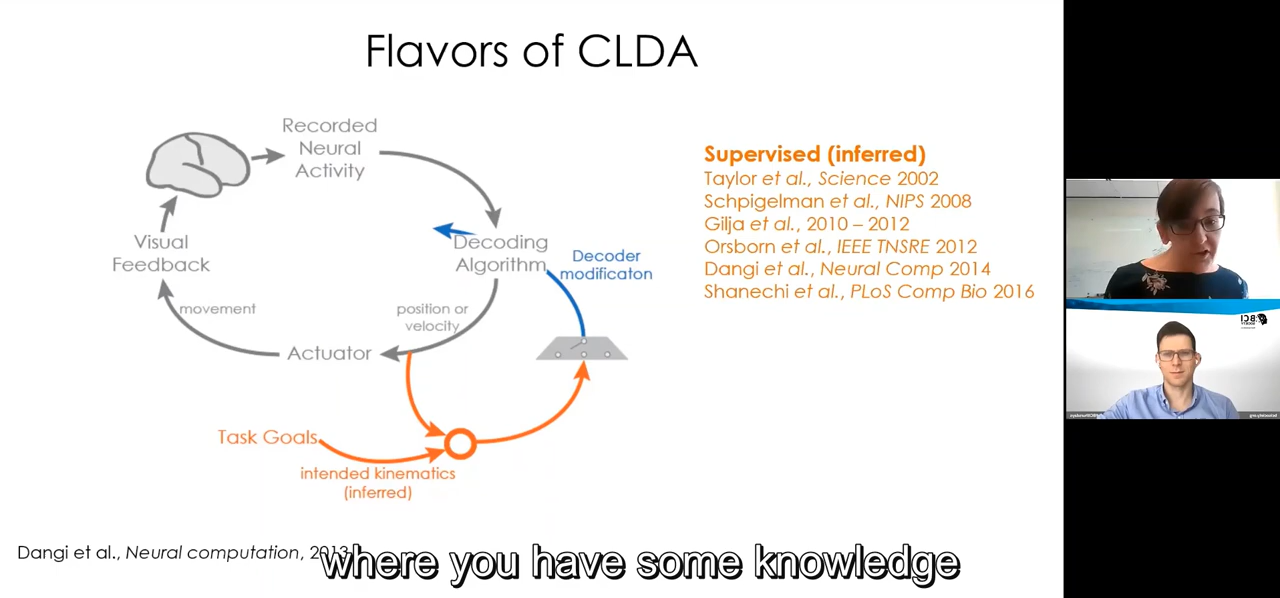 Flavors of CLDA
Recorded
Neural
Activity
Visual
Feedback
Decoding
Algorithm
Decoder
modificaton
movement
position or
velocity
Actuator
Task Goals
intended kinematics
(inferred)
Supervised (inferred)
Taylor et al., Science 2002
Schpigelman et al., NIPS 2008
Gilja et al., 2010 – 2012
Orsborn et al., IEEE TNSRE 2012
Dangi et al., Neural Comp 2014
Shanechi et al., PLoS Comp Bio 2016
Dangi et al., Neural computation, 2013
where you have some knowledge